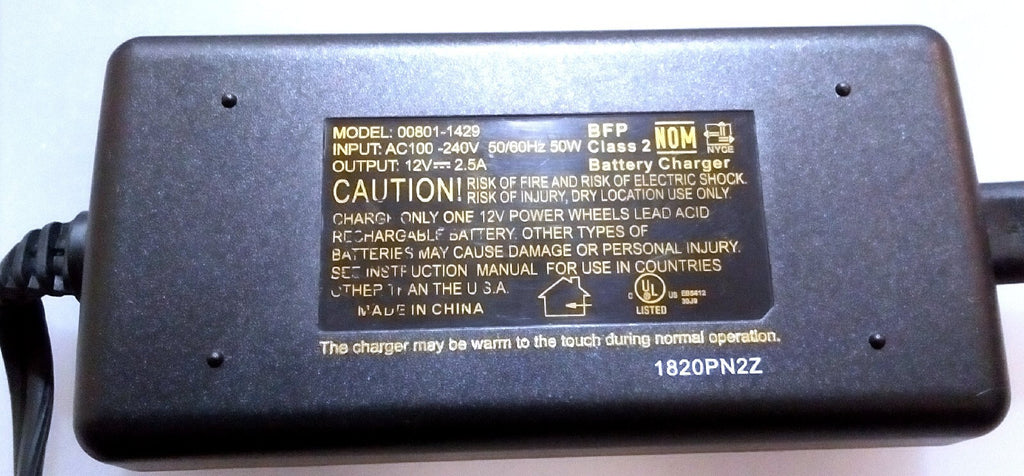 MODEL: 00801-1429
INPUT: AC100 -240V 50/60Hz 50W
OUTPUT: 12V⎓ 2.5A
BFP
Class 2
Battery Charger
NOM
NYCE
CAUTION! RISK OF FIRE AND RISK OF ELECTRIC SHOCK.
RISK OF INJURY, DRY LOCATION USE ONLY.
CHARGE ONLY ONE 12V POWER WHEELS LEAD ACID
RECHARGABLE BATTERY. OTHER TYPES OF
BATTERIES MAY CAUSE DAMAGE OR PERSONAL INJURY.
SEE INSTRUCTION MANUAL FOR USE IN COUNTRIES
OTHER THAN THE U.S.A.
MADE IN CHINA
C UL US
LISTED
The charger may be warm to the touch during normal operation.
1820PN2Z